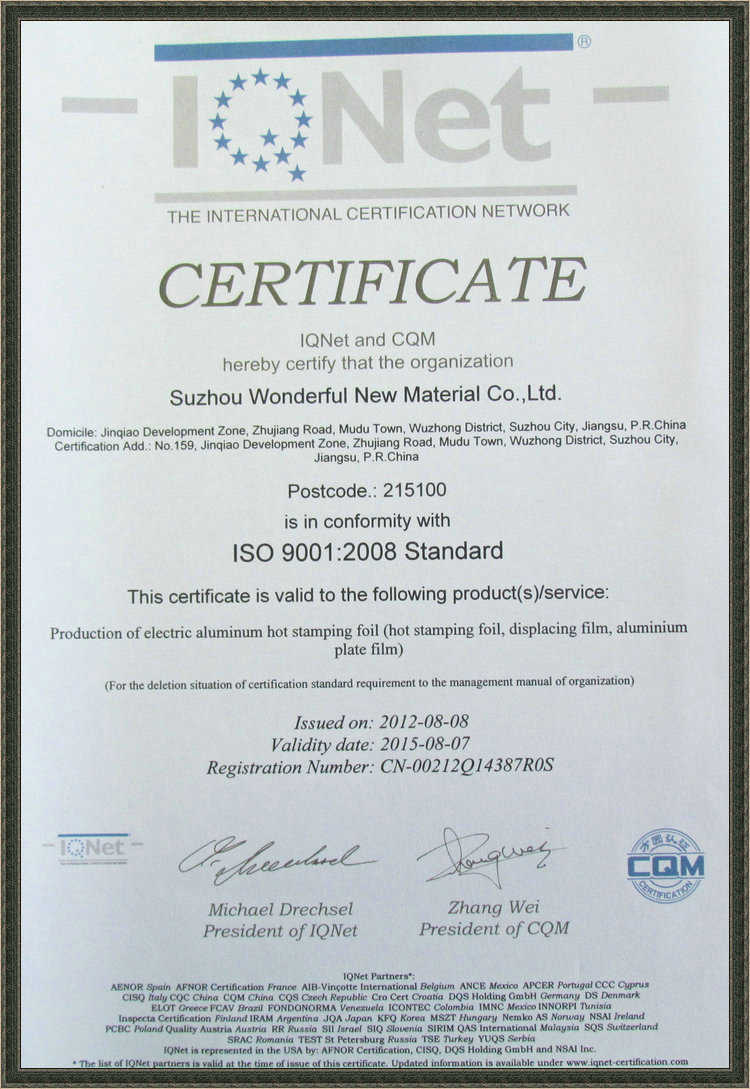 IQNet ®
THE INTERNATIONAL CERTIFICATION NETWORK
CERTIFICATE
IQNet and CQM
hereby certify that the organization
Suzhou Wonderful New Material Co.,Ltd.
Domicile: Jinqiao Development Zone, Zhujiang Road, Mudu Town, Wuzhong District, Suzhou City, Jiangsu, P.R.China
Certification Add.: No.159, Jinqiao Development Zone, Zhujiang Road, Mudu Town, Wuzhong District, Suzhou City,
Jiangsu, P.R.China
Postcode.: 215100
is in conformity with
ISO 9001:2008 Standard
This certificate is valid to the following product(s)/service:
Production of electric aluminum hot stamping foil (hot stamping foil, displacing film, aluminium
plate film)
(For the deletion situation of certification standard requirement to the management manual of organization)
Issued on: 2012-08-08
Validity date: 2015-08-07
Registration Number: CN-00212Q14387R0S
IQNet
THE INTERNATIONAL CERTIFICATION NETWORK
方圆认证
CQM
CERTIFICATION
Michael Drechsel
President of IQNet
Zhang Wei
President of CQM
IQNet Partners*:
AENOR Spain AFNOR Certification France AIB-Vinçotte International Belgium ANCE Mexico APCER Portugal CCC Cyprus
CISQ Italy CQC China CQM China CQS Czech Republic Cro Cert Croatia DQS Holding GmbH Germany DS Denmark
ELOT Greece FCAV Brazil FONDONORMA Venezuela ICONTEC Colombia IMNC Mexico INNORPI Tunisia
Inspecta Certification Finland IRAM Argentina JQA Japan KFQ Korea MSZT Hungary Nemko AS Norway NSAI Ireland
PCBC Poland Quality Austria Austria RR Russia SII Israel SIQ Slovenia SIRIM QAS International Malaysia SQS Switzerland
SRAC Romania TEST St Petersburg Russia TSE Turkey YUQS Serbia
IQNet is represented in the USA by: AFNOR Certification, CISQ, DQS Holding GmbH and NSAI Inc.
* The list of IQNet partners is valid at the time of issue of this certificate. Updated information is available under www.iqnet-certification.com